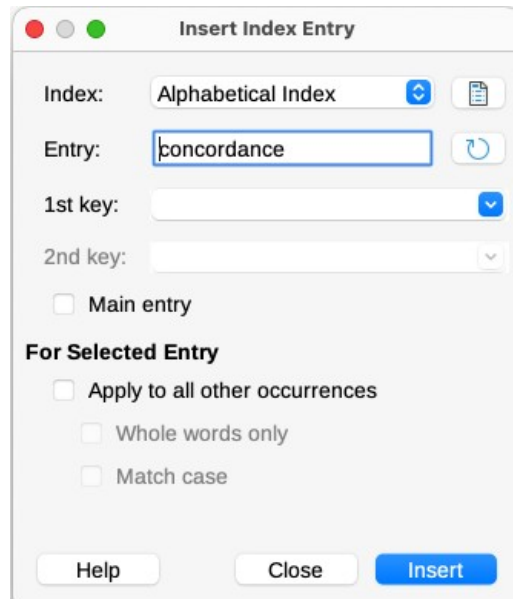 Insert Index Entry
Index: Alphabetical Index
Entry: concordance
1st key:
2nd key:
Main entry
For Selected Entry
Apply to all other occurrences
Whole words only
Match case
Help Close Insert